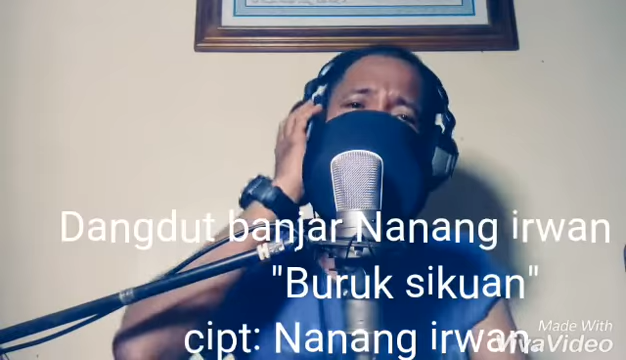 Dangdut banjar Nanang irwan
"Buruk sikuan"
cipt: Nanang irwan
Made With
VivaVideo